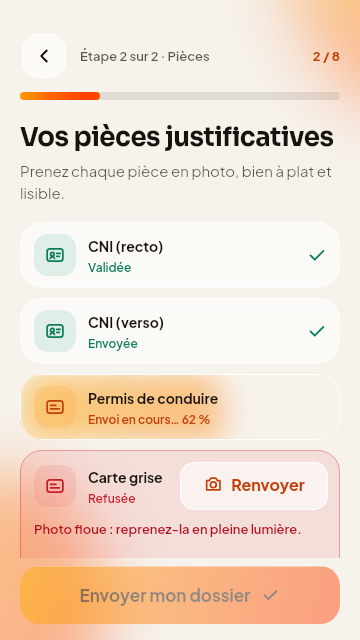 Étape 2 sur 2 · Pièces
2 / 8
Vos pièces justificatives
Prenez chaque pièce en photo, bien à plat et
lisible.
CNI (recto)
Validée
CNI (verso)
Envoyée
Permis de conduire
Envoi en cours… 62 %
Carte grise
Refusée
Renvoyer
Photo floue : reprenez-la en pleine lumière.
Envoyer mon dossier